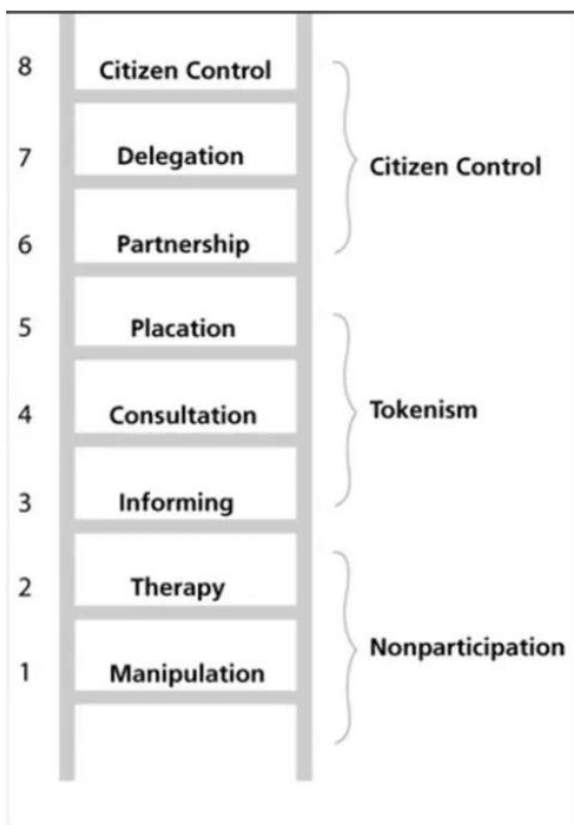 8 Citizen Control
7 Delegation
Citizen Control
6 Partnership
5 Placation
4 Consultation
Tokenism
3 Informing
2 Therapy
Nonparticipation
1 Manipulation